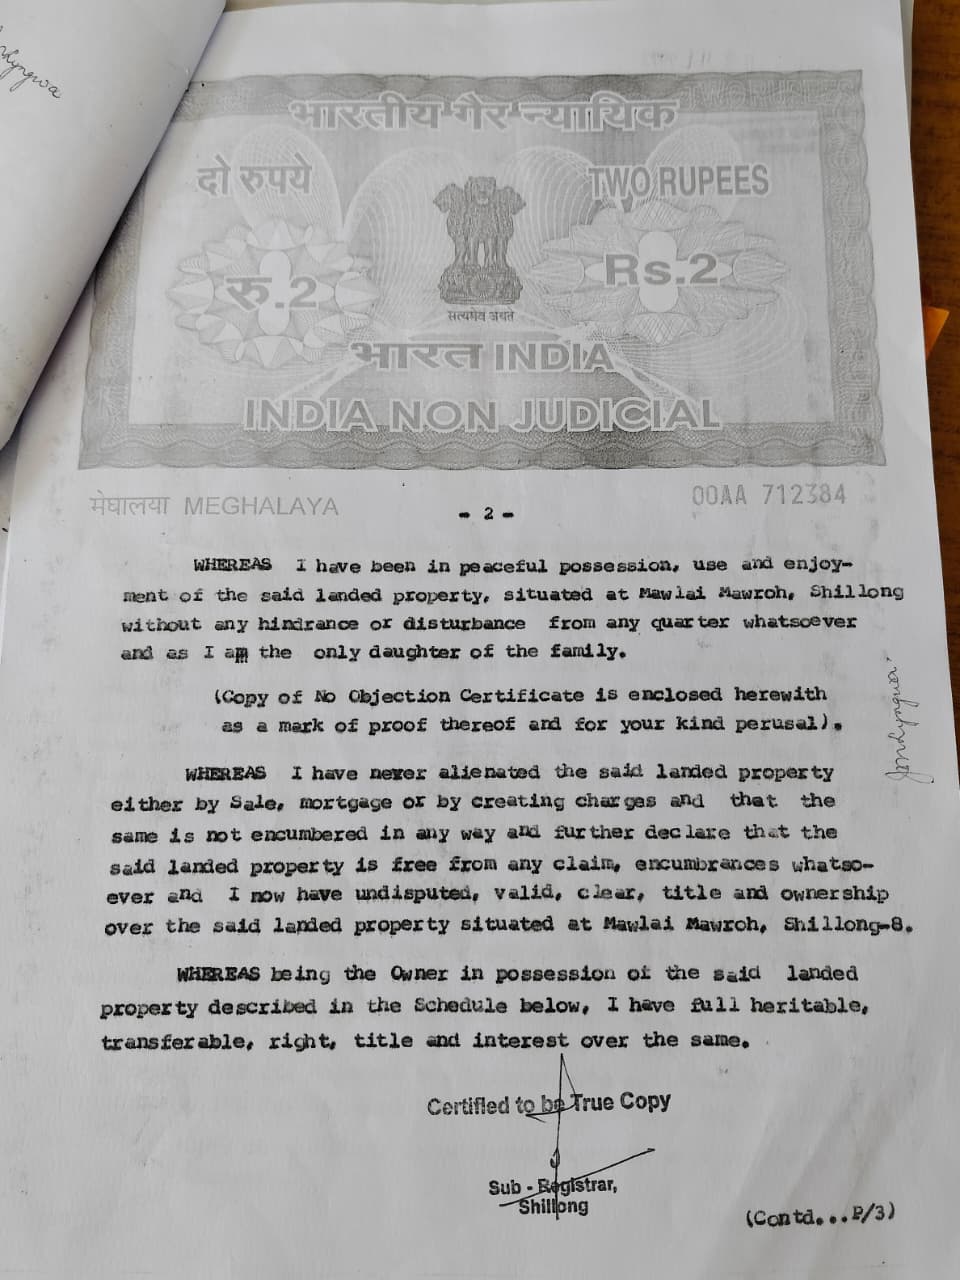 भारतीय गैर न्यायिक
दो रुपये
TWO RUPEES
रु.2
Rs.2
सत्यमेव जयते
भारत INDIA
INDIA NON JUDICIAL
मेघालया MEGHALAYA
00AA 712384
- 2 -
WHEREAS I have been in peaceful possession, use and enjoy-
ment of the said landed property, situated at Mawlai Mawroh, Shillong
without any hindrance or disturbance from any quarter whatsoever
and as I am the only daughter of the family.
(Copy of No Objection Certificate is enclosed herewith
as a mark of proof thereof and for your kind perusal).
WHEREAS I have never alienated the said landed property
either by Sale, mortgage or by creating charges and that the
same is not encumbered in any way and further declare that the
said landed property is free from any claim, encumbrances whatso-
ever and I now have undisputed, valid, clear, title and ownership
over the said landed property situated at Mawlai Mawroh, Shillong-8.
WHEREAS being the Owner in possession of the said landed
property described in the Schedule below, I have full heritable,
transferable, right, title and interest over the same.
Certified to be True Copy
Sub - Registrar,
Shillong
(Contd...P/3)